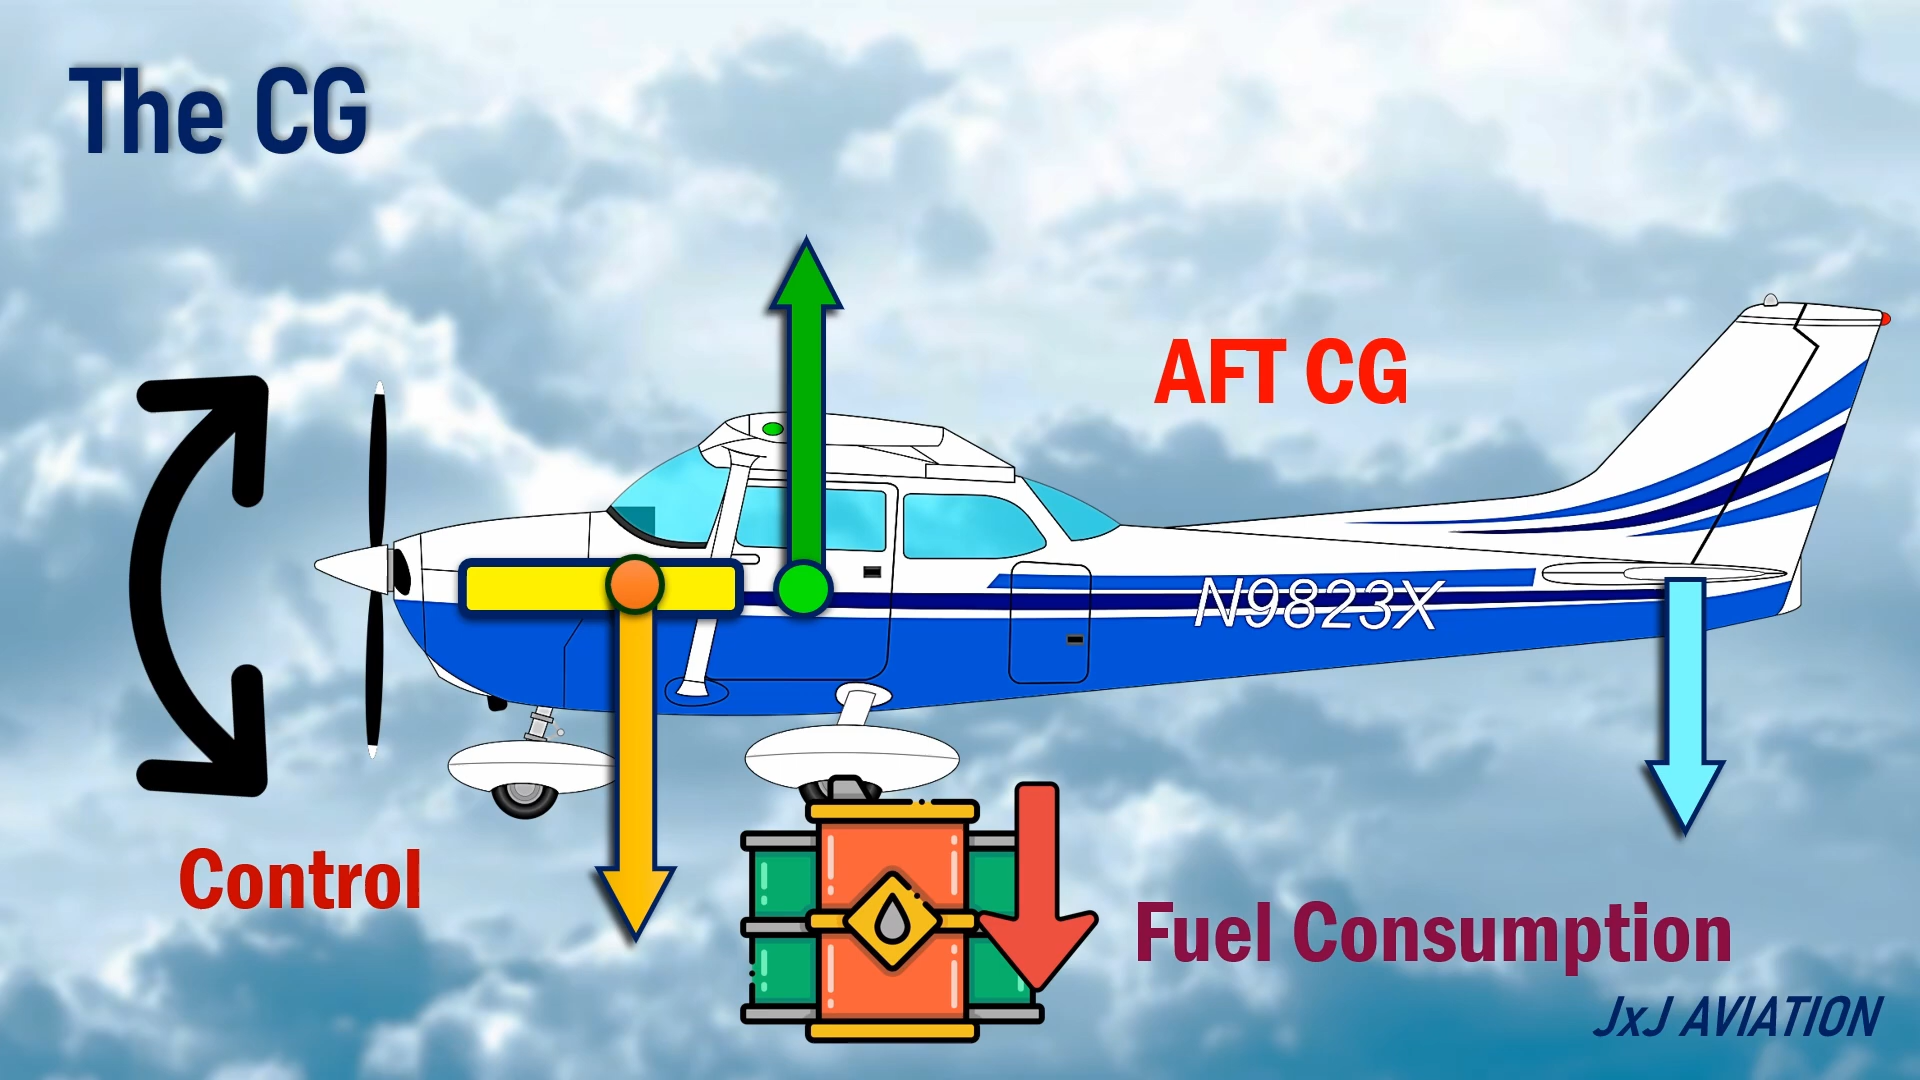 The CG
AFT CG
N9823X
Control
Fuel Consumption
JxJ AVIATION